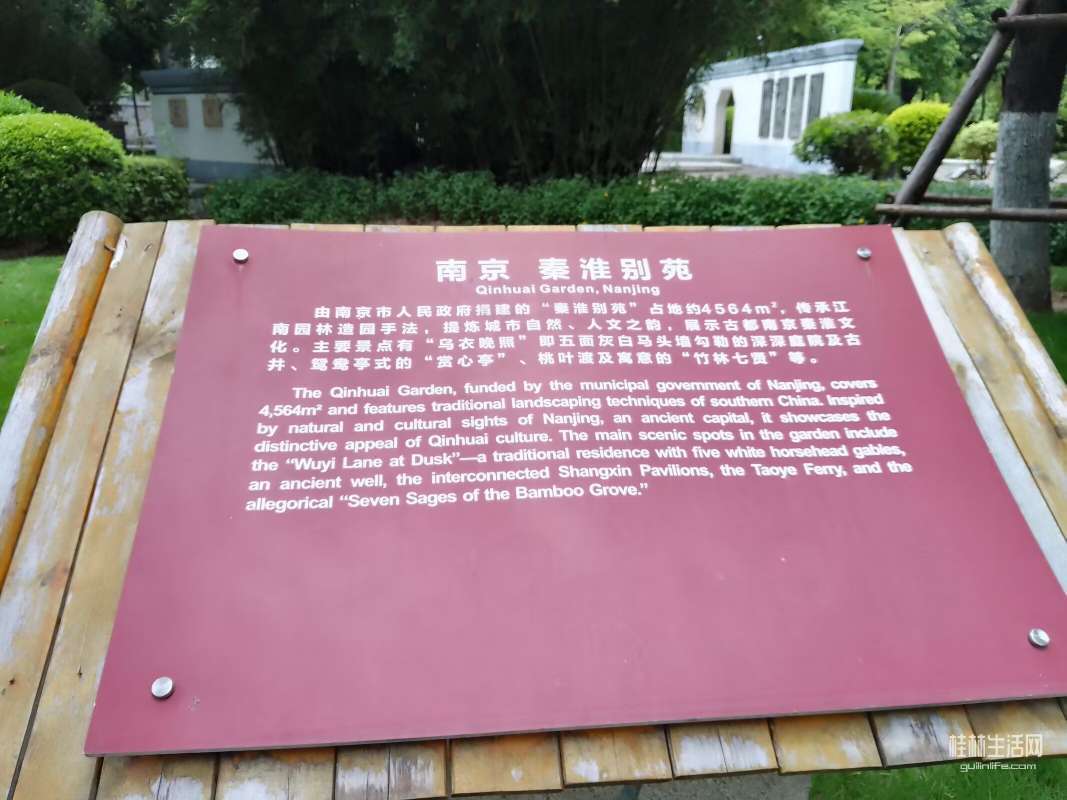 南京 秦淮别苑
Qinhuai Garden, Nanjing
由南京市人民政府捐建的“秦淮别苑”占地约4564m²，传承江
南园林造园手法，提炼城市自然、人文之韵，展示古都南京秦淮文
化。主要景点有“乌衣晚照”即五面灰白马头墙勾勒的深深庭院及古
井、鸳鸯亭式的“赏心亭”、桃叶渡及寓意的“竹林七贤”等。
The Qinhuai Garden, funded by the municipal government of Nanjing, covers
4,564m² and features traditional landscaping techniques of southern China. Inspired
by natural and cultural sights of Nanjing, an ancient capital, it showcases the
distinctive appeal of Qinhuai culture. The main scenic spots in the garden include
the “Wuyi Lane at Dusk”—a traditional residence with five white horsehead gables,
an ancient well, the interconnected Shangxin Pavilions, the Taoye Ferry, and the
allegorical “Seven Sages of the Bamboo Grove.”
桂林生活网
guilinlife.com